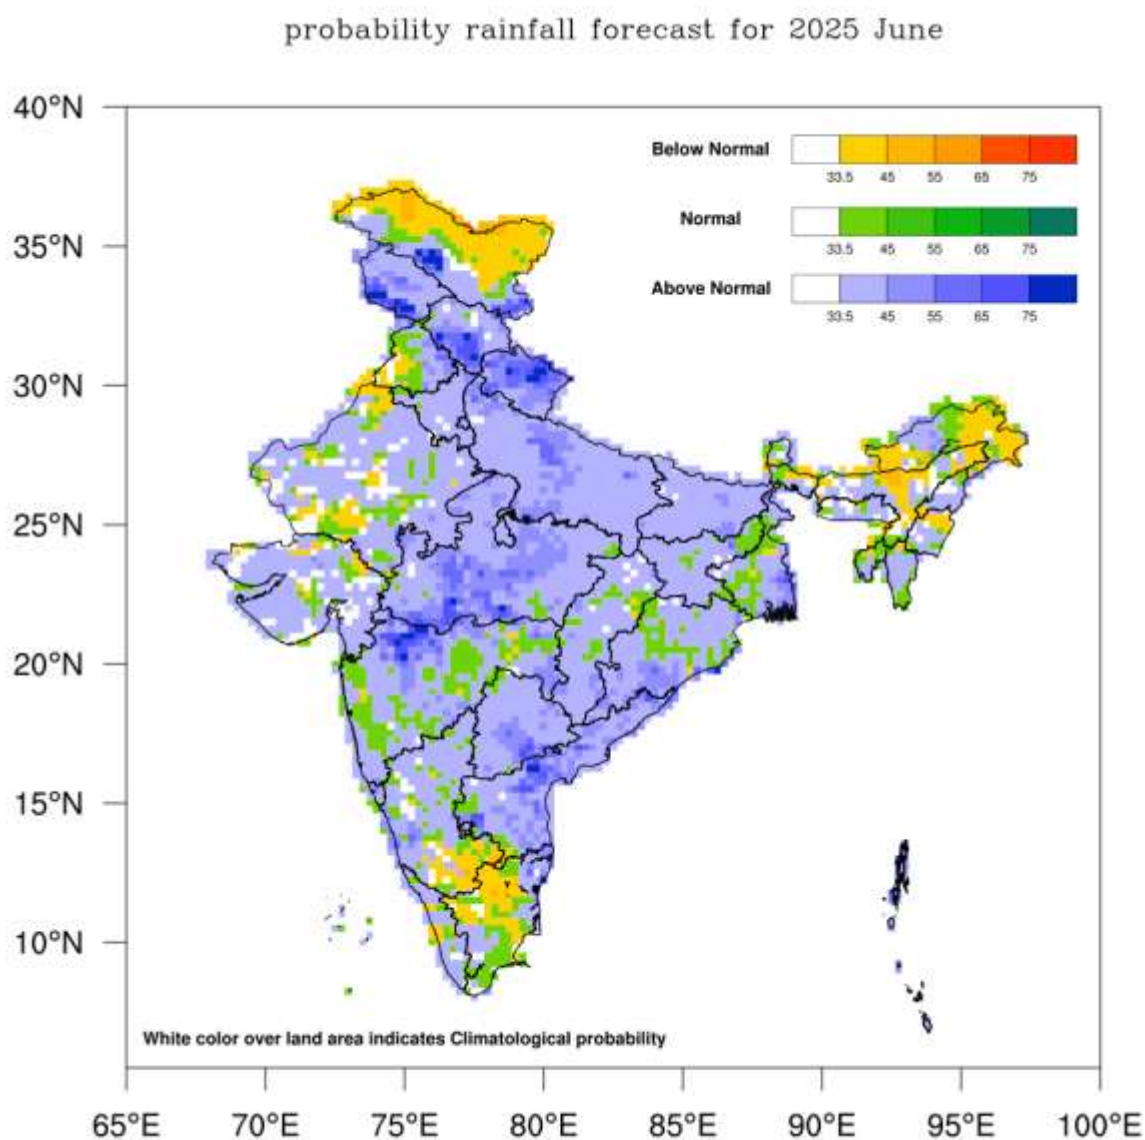 probability rainfall forecast for 2025 June
40°N
35°N
30°N
25°N
20°N
15°N
10°N
Below Normal
33.5 45 55 65 75
Normal
33.5 45 55 65 75
Above Normal
33.5 45 55 65 75
White color over land area indicates Climatological probability
65°E 70°E 75°E 80°E 85°E 90°E 95°E 100°E